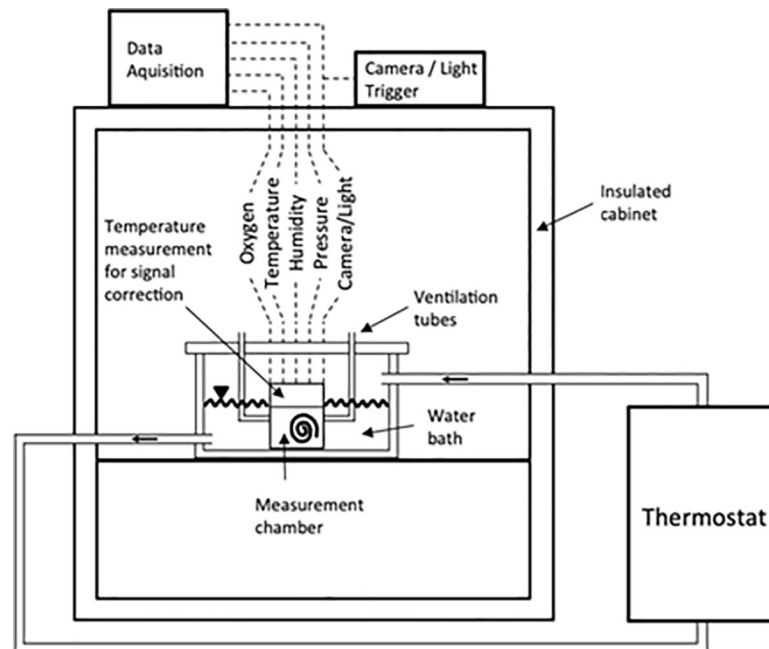 Data
Aquisition
Camera / Light
Trigger
Oxygen
Temperature
Humidity
Pressure
Camera/Light
Insulated
cabinet
Temperature
measurement
for signal
correction
Ventilation
tubes
Water
bath
Measurement
chamber
Thermostat